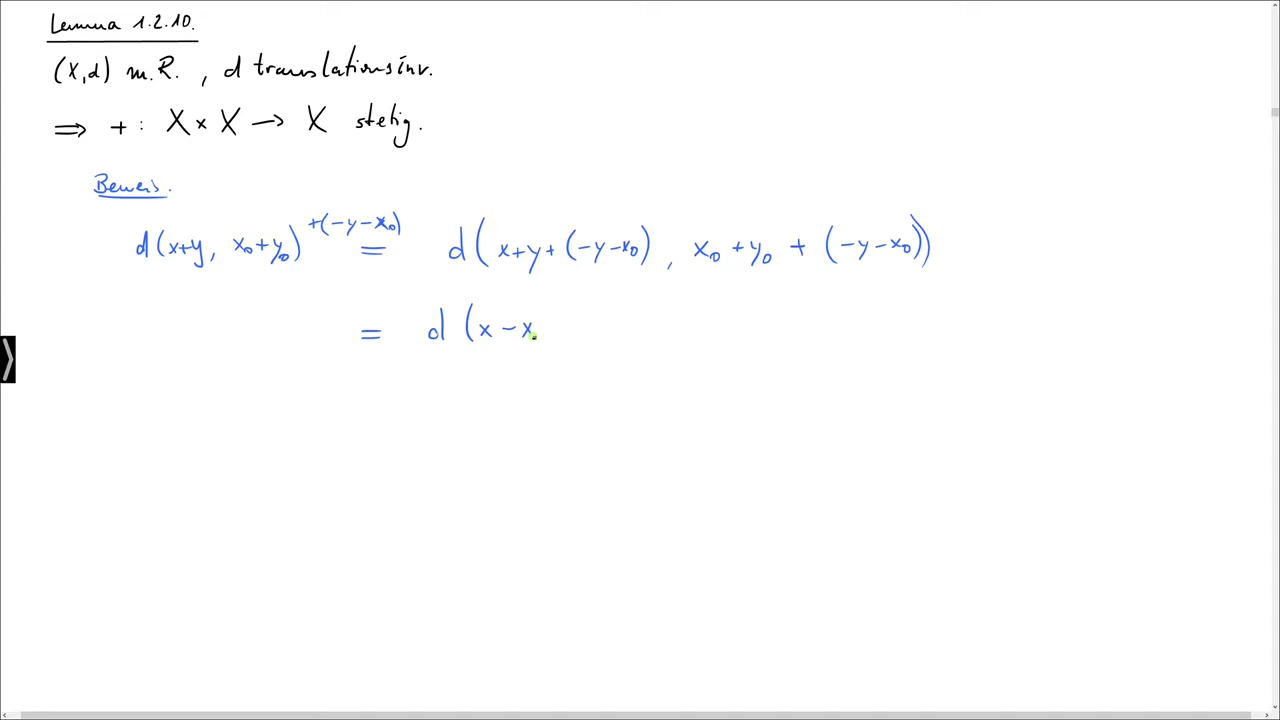 Lemma 1.2.10.
(X,d) m.R. , d translationsinv.
⟹ + : X × X → X stetig.
Beweis.
d(x+y, x₀+y₀) +(-y-x₀) = d(x+y+(-y-x₀) , x₀+y₀ + (-y-x₀))
= d (x-x